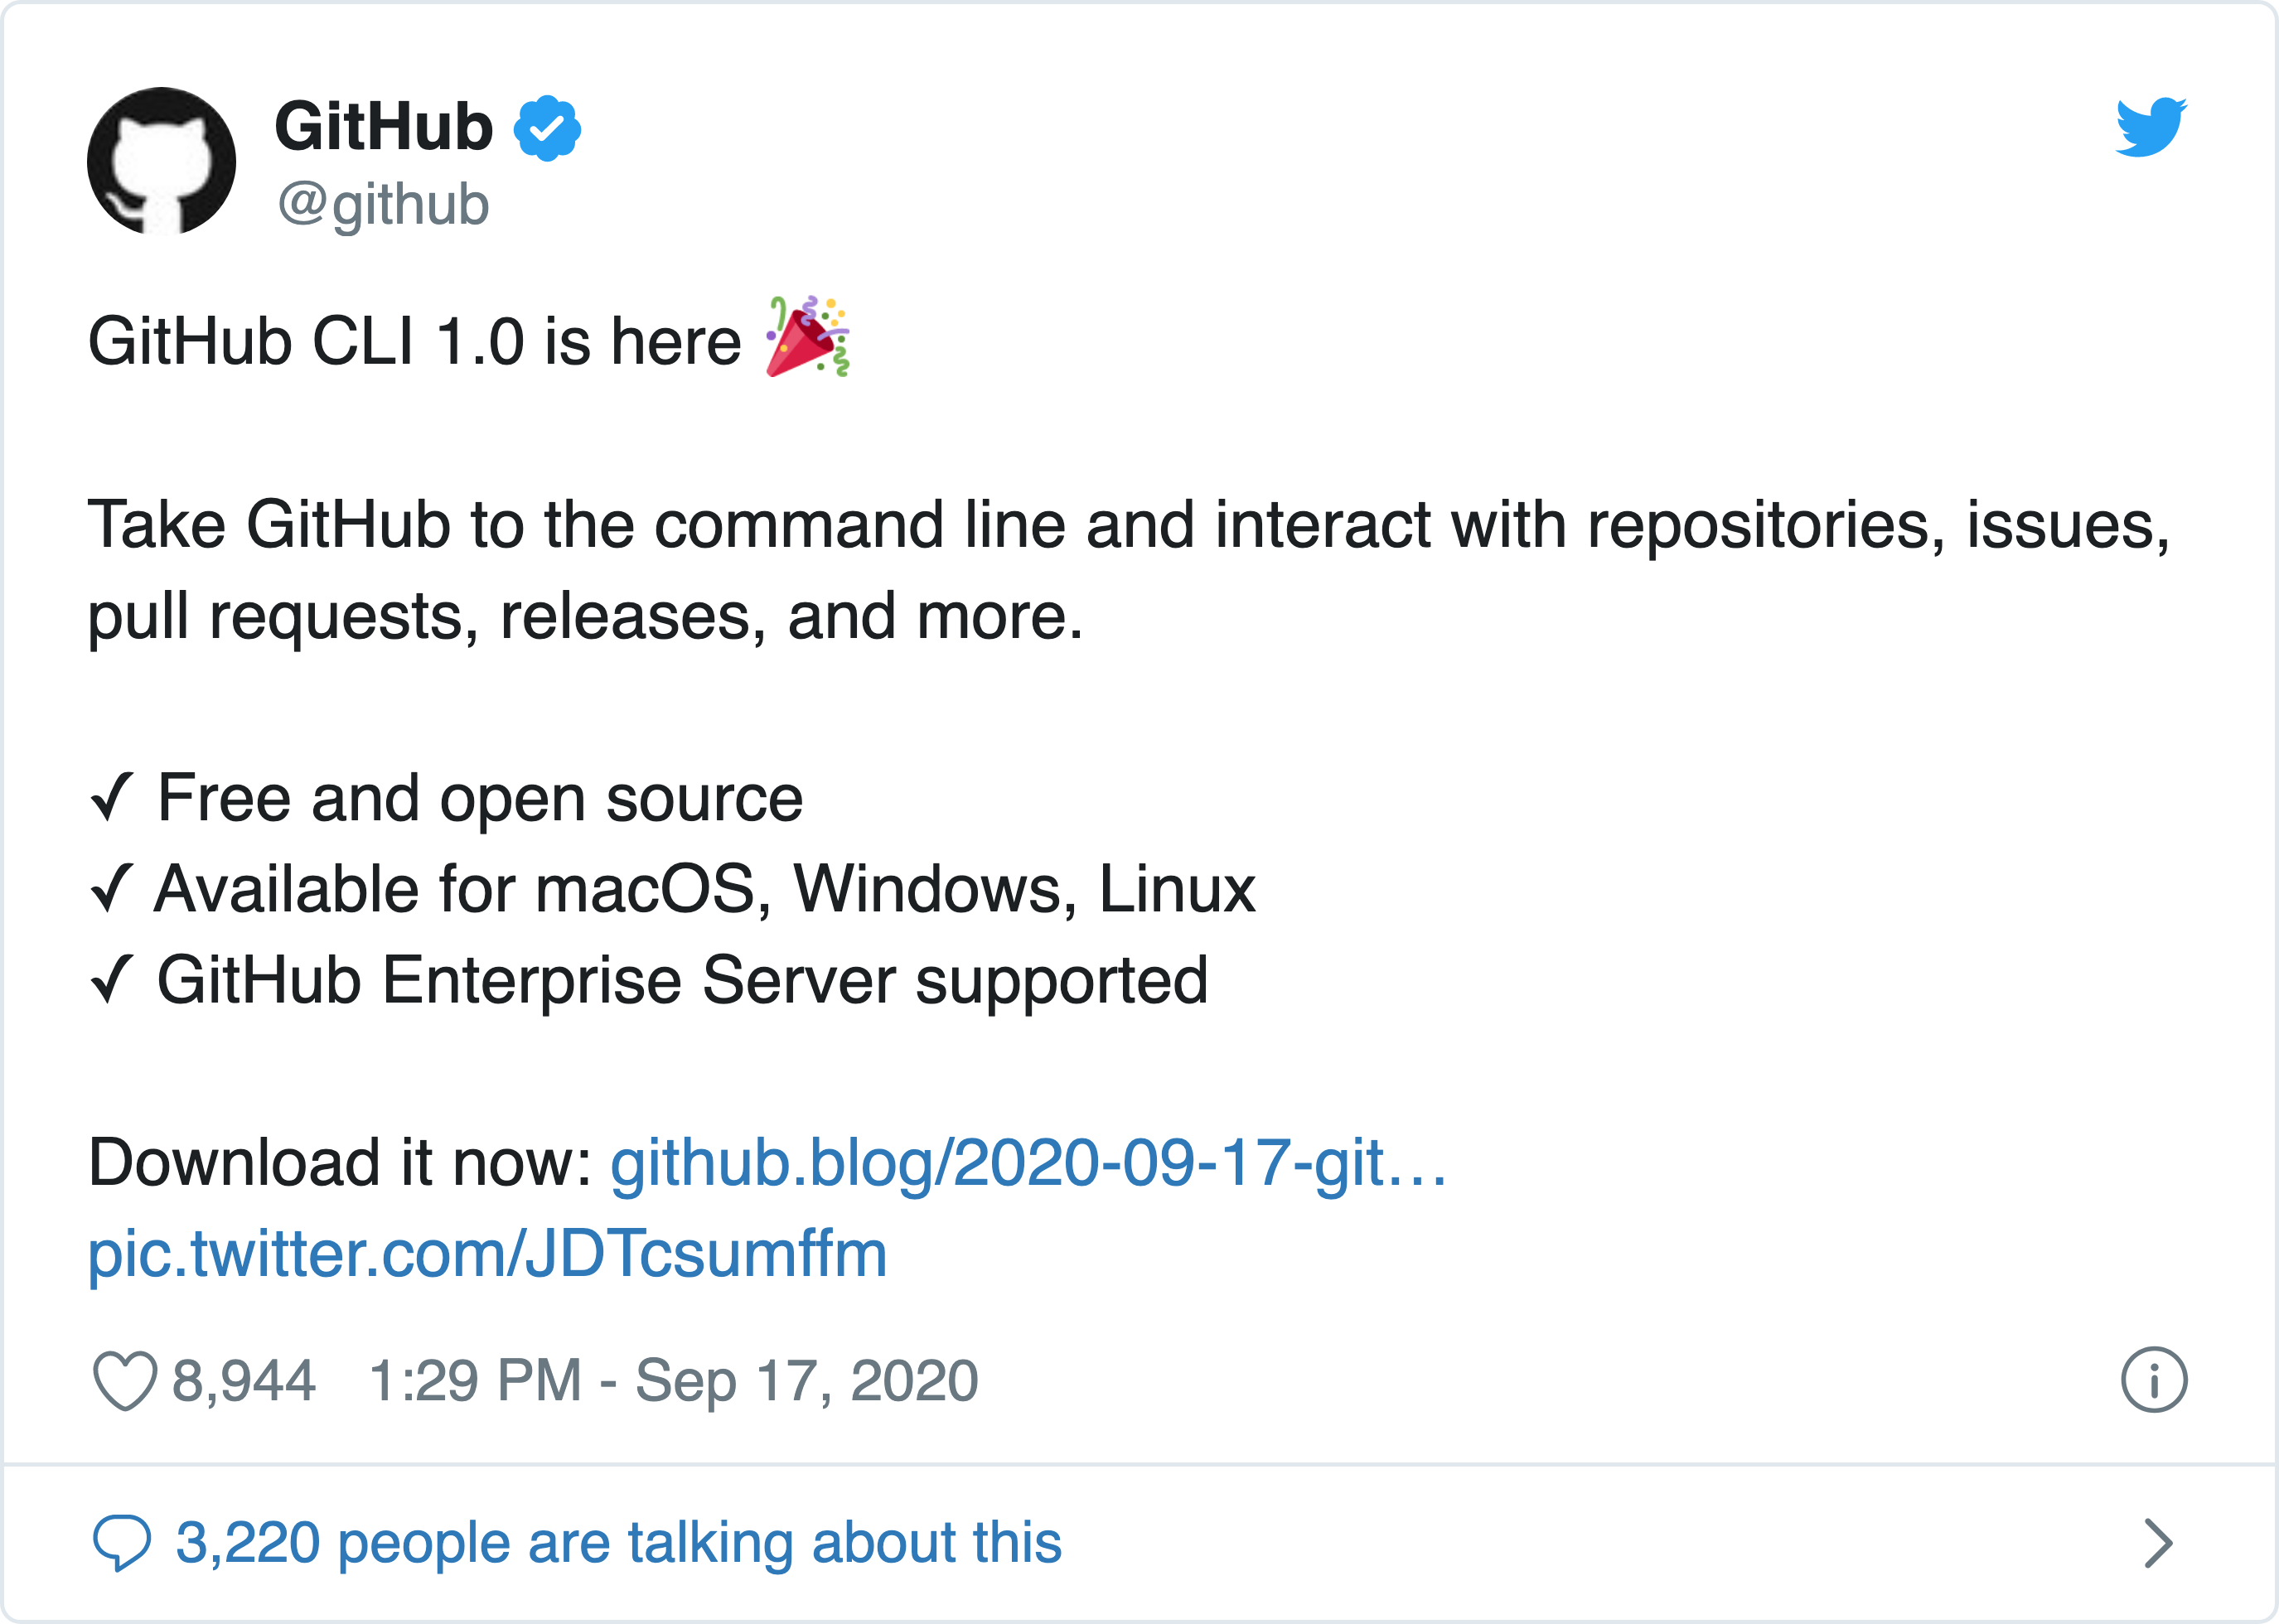 GitHub
@github
GitHub CLI 1.0 is here 🎉
Take GitHub to the command line and interact with repositories, issues,
pull requests, releases, and more.
✓ Free and open source
✓ Available for macOS, Windows, Linux
✓ GitHub Enterprise Server supported
Download it now: github.blog/2020-09-17-git…
pic.twitter.com/JDTcsumffm
8,944 1:29 PM - Sep 17, 2020
3,220 people are talking about this